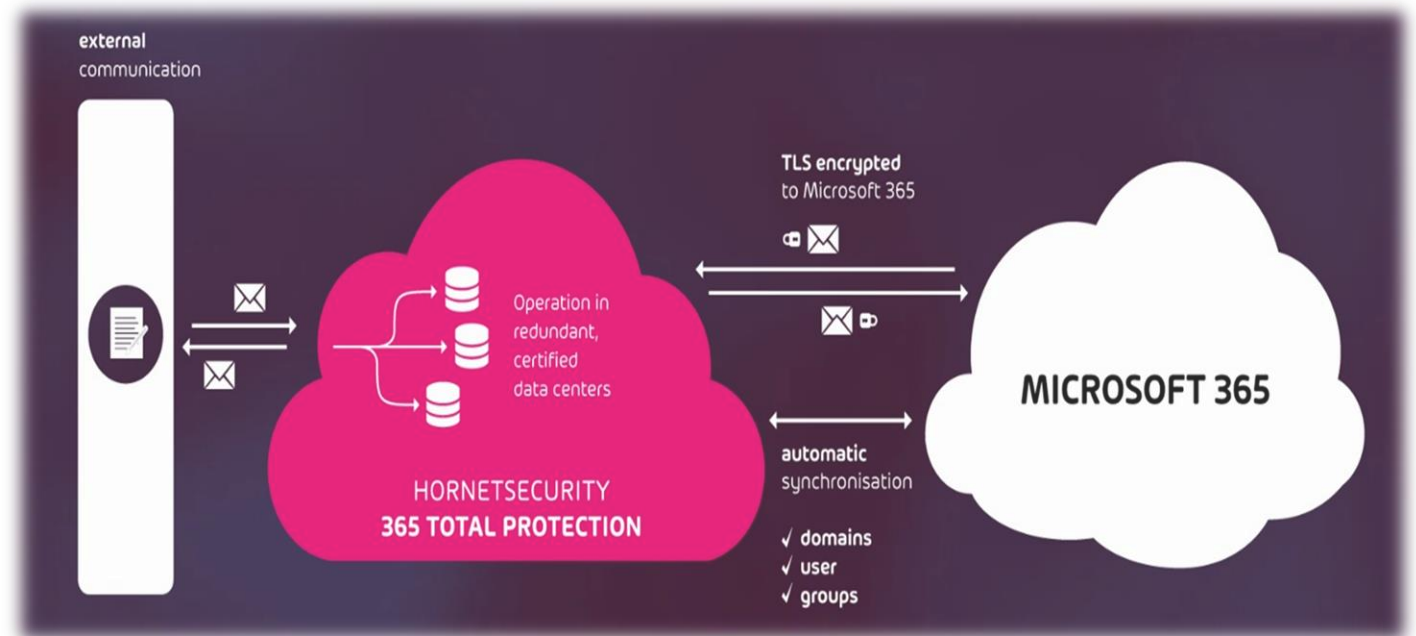 external
communication
TLS encrypted
to Microsoft 365
Operation in
redundant,
certified
data centers
MICROSOFT 365
automatic
synchronisation
HORNETSECURITY
365 TOTAL PROTECTION
✓ domains
✓ user
✓ groups